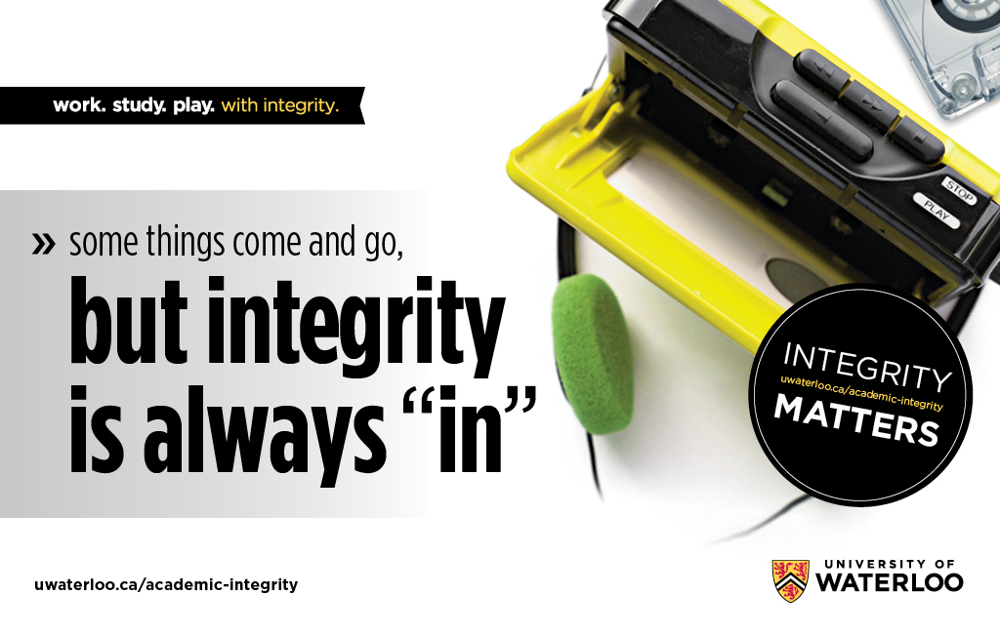 work. study. play. with integrity.
» some things come and go,
but integrity
is always “in”
STOP
PLAY
INTEGRITY
uwaterloo.ca/academic-integrity
MATTERS
uwaterloo.ca/academic-integrity
UNIVERSITY OF
WATERLOO